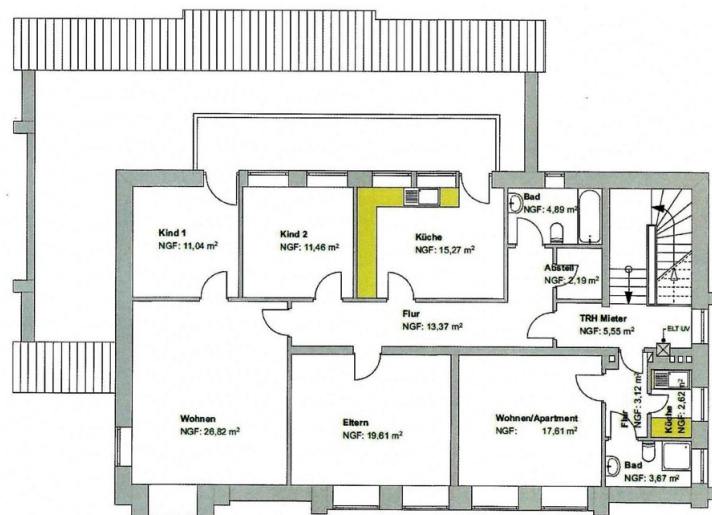 Bad
NGF: 4,89 m²
Kind 1
NGF: 11,04 m²
Kind 2
NGF: 11,46 m²
Küche
NGF: 15,27 m²
Abstell
NGF: 2,19 m²
Flur
NGF: 13,37 m²
TRH Mieter
NGF: 5,55 m²
ELT UV
Wohnen
NGF: 26,82 m²
Eltern
NGF: 19,61 m²
Wohnen/Apartment
NGF: 17,61 m²
Flur
NGF: 3,12 m²
Küche
NGF: 2,62 m²
Bad
NGF: 3,67 m²